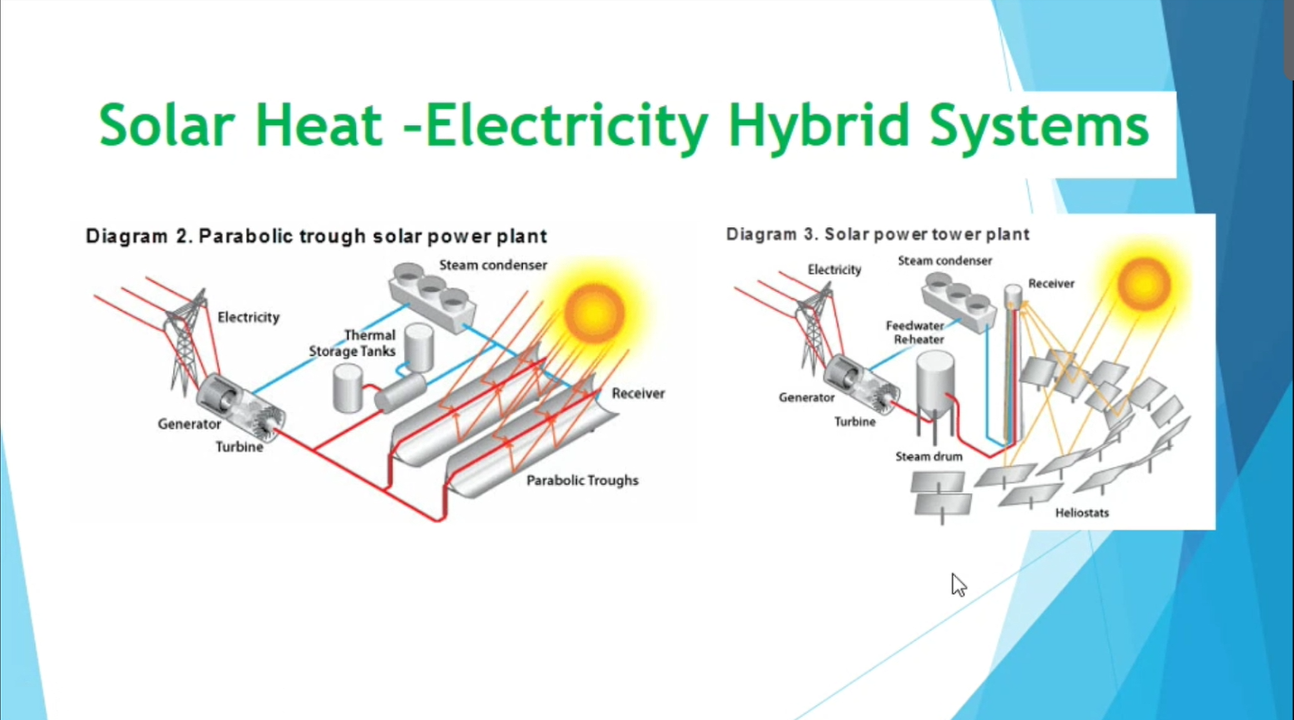 Solar Heat –Electricity Hybrid Systems
Diagram 2. Parabolic trough solar power plant
Steam condenser
Electricity
Thermal
Storage Tanks
Receiver
Generator
Turbine
Parabolic Troughs
Diagram 3. Solar power tower plant
Steam condenser
Electricity
Receiver
Feedwater
Re-heater
Generator
Turbine
Steam drum
Heliostats